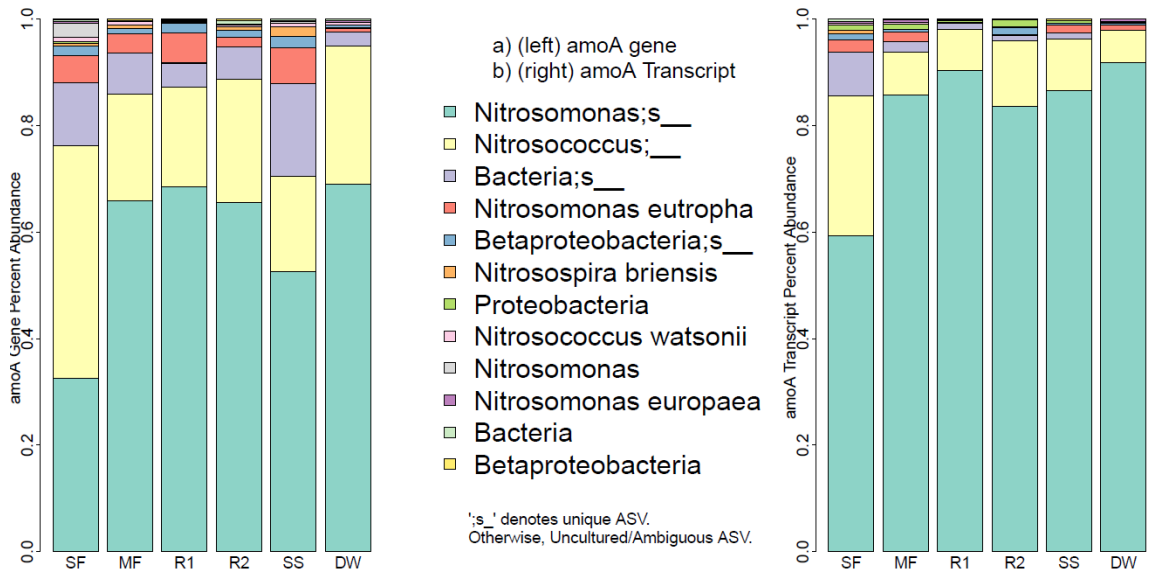 amoA Gene Percent Abundance
0.0
0.2
0.4
0.6
0.8
1.0
SF MF R1 R2 SS DW
a) (left) amoA gene
b) (right) amoA Transcript
Nitrosomonas;s__
Nitrosococcus;__
Bacteria;s__
Nitrosomonas eutropha
Betaproteobacteria;s__
Nitrosospira briensis
Proteobacteria
Nitrosococcus watsonii
Nitrosomonas
Nitrosomonas europaea
Bacteria
Betaproteobacteria
';s_' denotes unique ASV.
Otherwise, Uncultured/Ambiguous ASV.
amoA Transcript Percent Abundance
0.0
0.2
0.4
0.6
0.8
1.0
SF MF R1 R2 SS DW